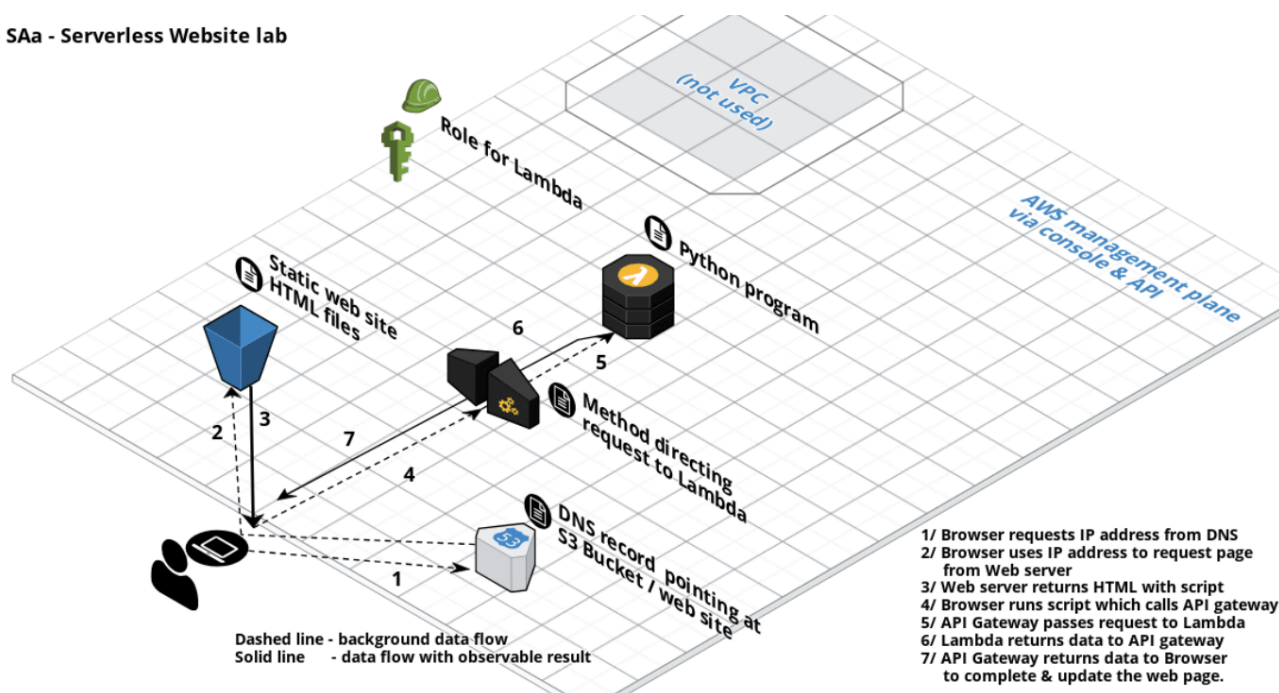 SAa - Serverless Website lab
VPC
(not used)
Role for Lambda
AWS management plane
via console & API
Python program
Static web site
HTML files
6
5
2
3
7
4
Method directing
request to Lambda
DNS record pointing at
S3 Bucket / web site
53
1
1/ Browser requests IP address from DNS
2/ Browser uses IP address to request page
from Web server
3/ Web server returns HTML with script
4/ Browser runs script which calls API gateway
5/ API Gateway passes request to Lambda
6/ Lambda returns data to API gateway
7/ API Gateway returns data to Browser
to complete & update the web page.
Dashed line - background data flow
Solid line - data flow with observable result